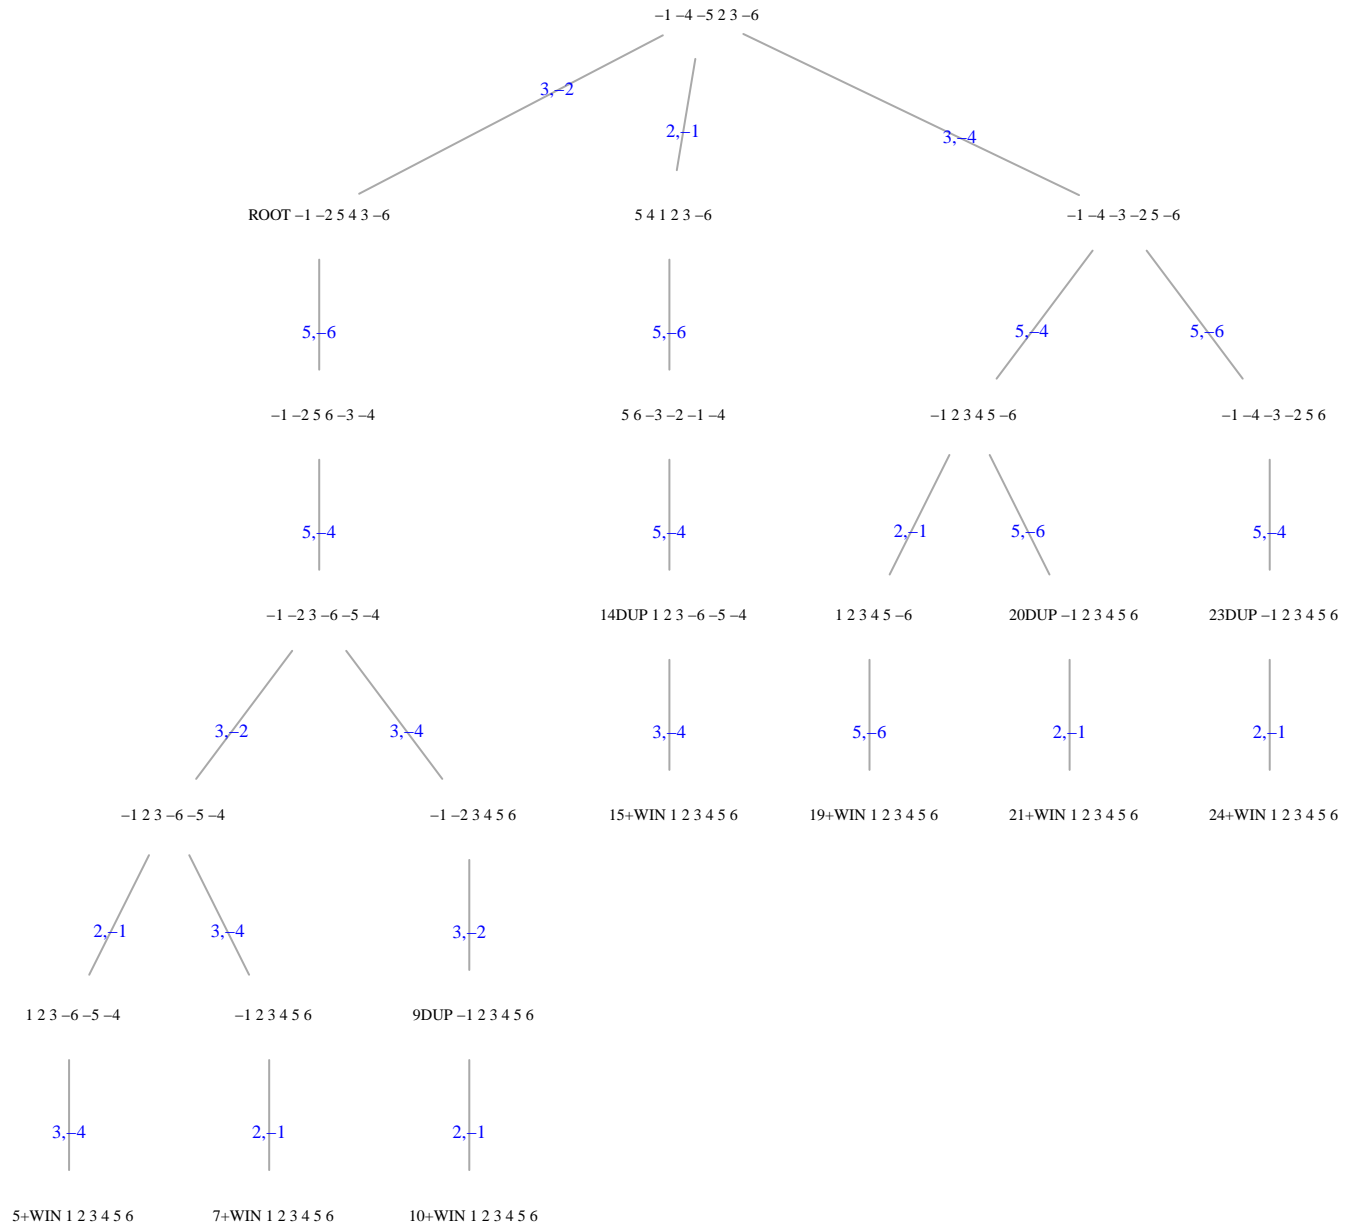 −1 −4 −5 2 3 −6
3,−2
2,−1
3,−4
ROOT −1 −2 5 4 3 −6
5 4 1 2 3 −6
−1 −4 −3 −2 5 −6
5,−6
5,−6
5,−4
5,−6
−1 −2 5 6 −3 −4
5 6 −3 −2 −1 −4
−1 2 3 4 5 −6
−1 −4 −3 −2 5 6
5,−4
5,−4
2,−1
5,−6
5,−4
−1 −2 3 −6 −5 −4
14DUP 1 2 3 −6 −5 −4
1 2 3 4 5 −6
20DUP −1 2 3 4 5 6
23DUP −1 2 3 4 5 6
3,−2
3,−4
3,−4
5,−6
2,−1
2,−1
−1 2 3 −6 −5 −4
−1 −2 3 4 5 6
15+WIN 1 2 3 4 5 6
19+WIN 1 2 3 4 5 6
21+WIN 1 2 3 4 5 6
24+WIN 1 2 3 4 5 6
2,−1
3,−4
3,−2
1 2 3 −6 −5 −4
−1 2 3 4 5 6
9DUP −1 2 3 4 5 6
3,−4
2,−1
2,−1
5+WIN 1 2 3 4 5 6
7+WIN 1 2 3 4 5 6
10+WIN 1 2 3 4 5 6